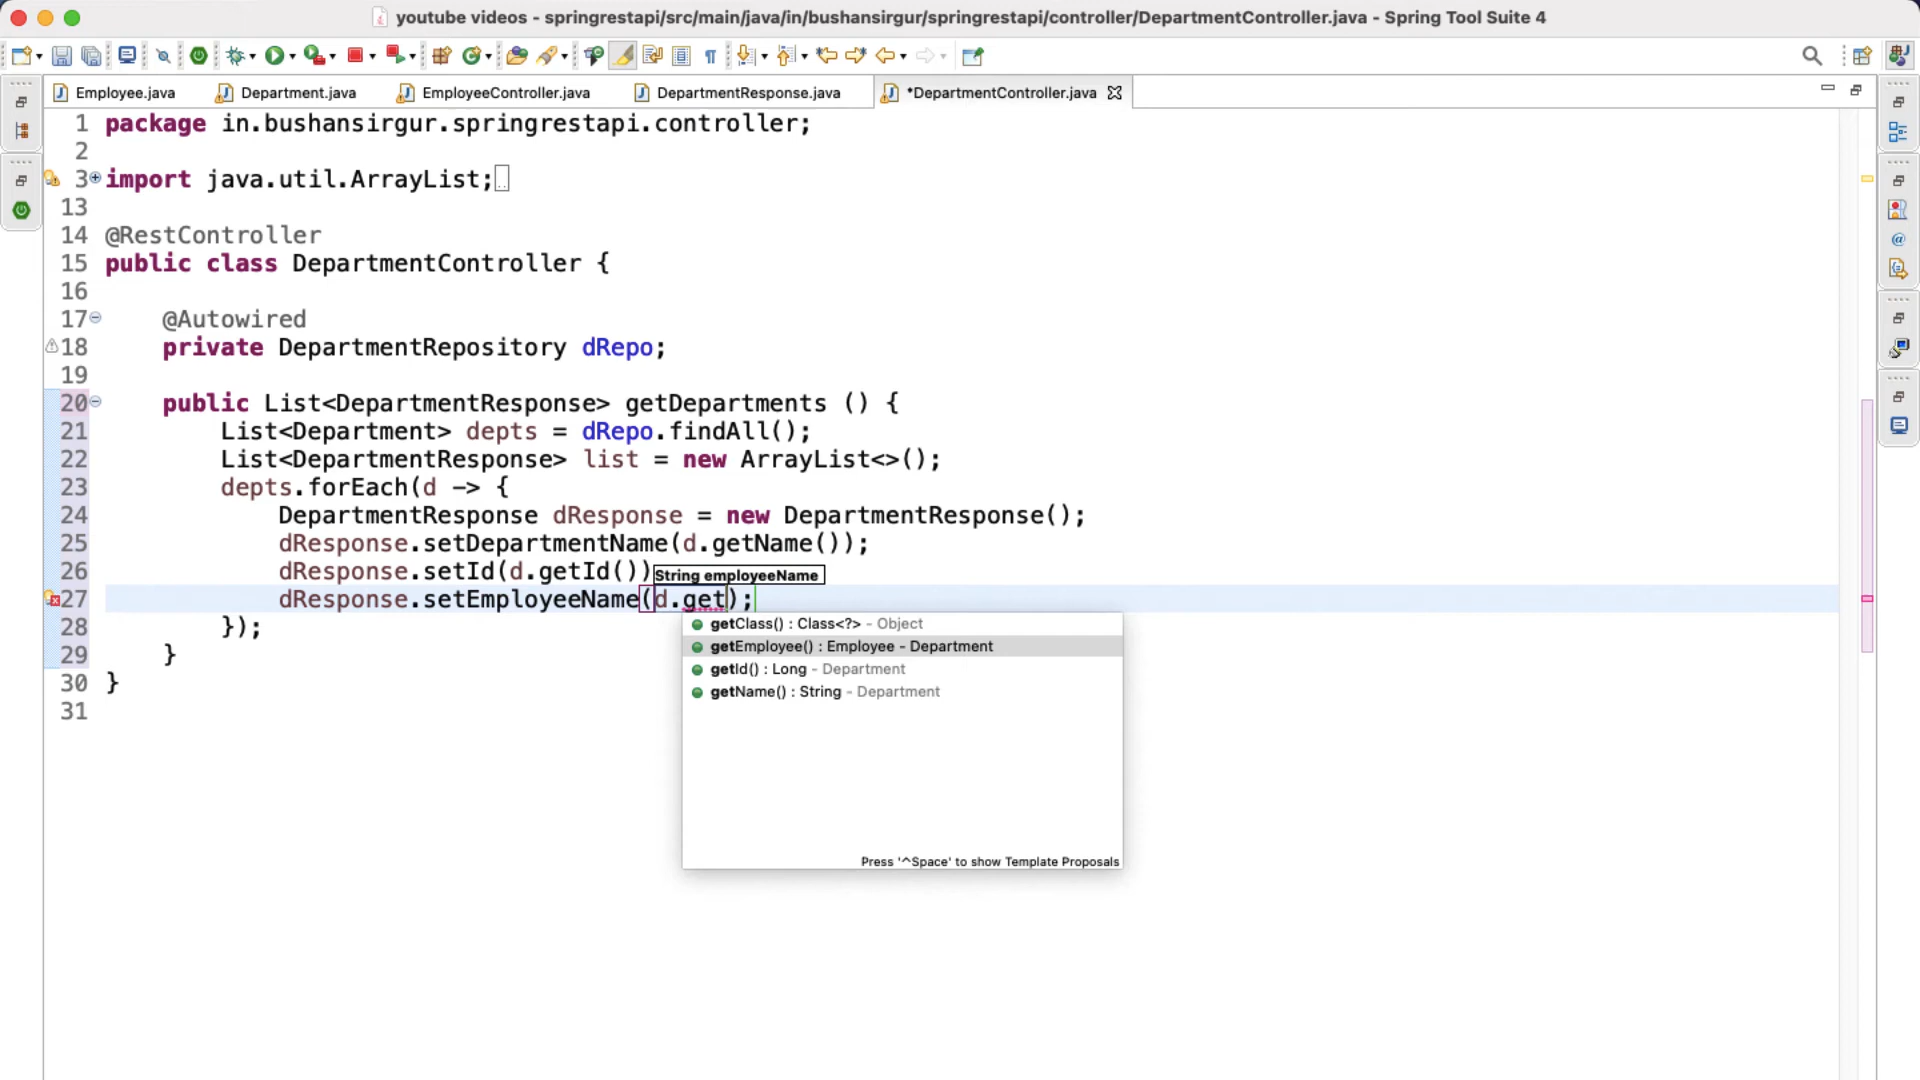 youtube videos - springrestapi/src/main/java/in/bushansirgur/springrestapi/controller/DepartmentController.java - Spring Tool Suite 4
Employee.java
Department.java
EmployeeController.java
DepartmentResponse.java
*DepartmentController.java
1 package in.bushansirgur.springrestapi.controller;
2
3 import java.util.ArrayList;
13
14 @RestController
15 public class DepartmentController {
16
17 @Autowired
18 private DepartmentRepository dRepo;
19
20 public List<DepartmentResponse> getDepartments () {
21 List<Department> depts = dRepo.findAll();
22 List<DepartmentResponse> list = new ArrayList<>();
23 depts.forEach(d -> {
24 DepartmentResponse dResponse = new DepartmentResponse();
25 dResponse.setDepartmentName(d.getName());
26 dResponse.setId(d.getId())
String employeeName
27 dResponse.setEmployeeName(d.get);
28 });
29 }
30 }
31
getClass() : Class<?> - Object
getEmployee() : Employee - Department
getId() : Long - Department
getName() : String - Department
Press '^Space' to show Template Proposals